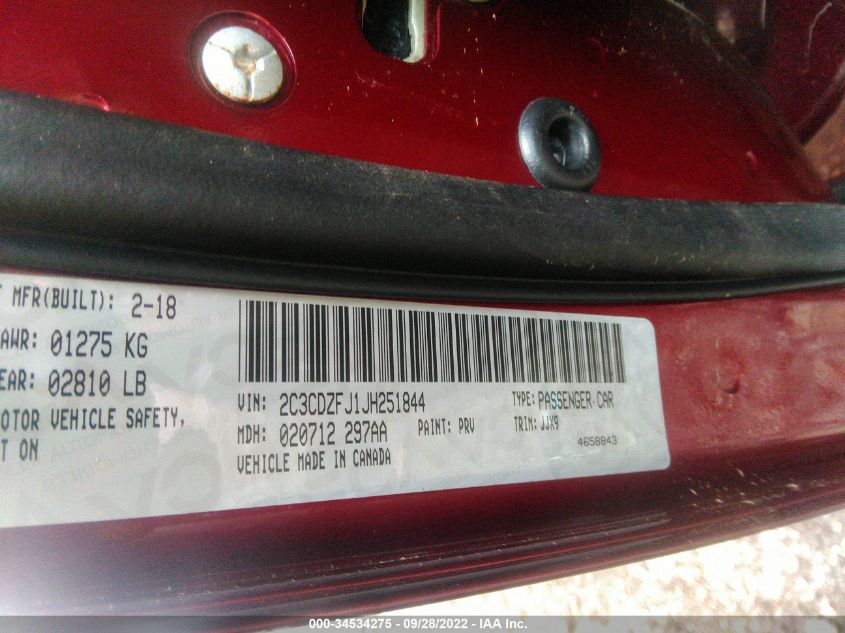 MFR(BUILT): 2-18
AWR: 01275 KG
EAR: 02810 LB
OTOR VEHICLE SAFETY,
T ON
VIN: 2C3CDZFJ1JH251844
TYPE: PASSENGER CAR
MDH: 020712 297AA
PAINT: PRV
TRIM: JJX9
VEHICLE MADE IN CANADA
4658843
000-34534275 - 09/28/2022 - IAA Inc.